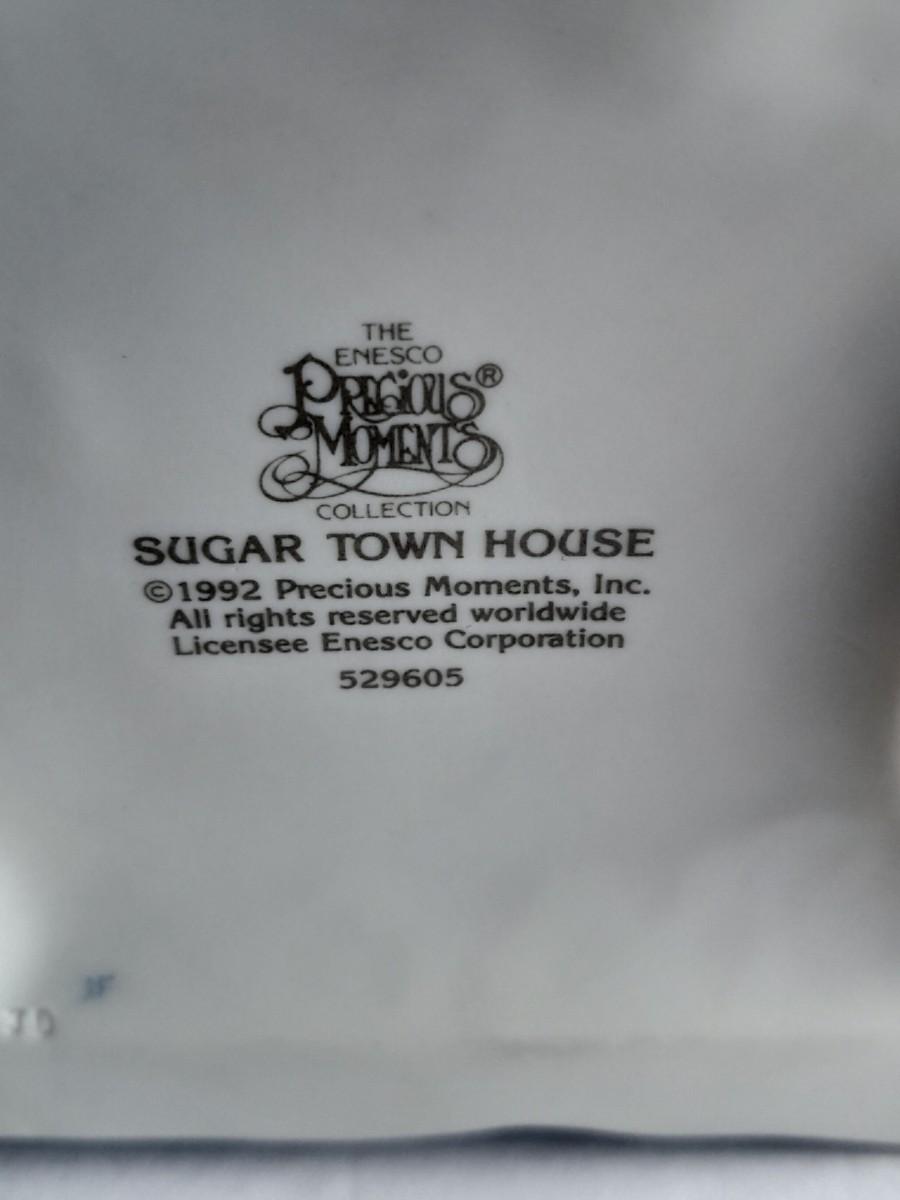 THE
ENESCO
PRECIOUS®
MOMENTS
COLLECTION
SUGAR TOWN HOUSE
©1992 Precious Moments, Inc.
All rights reserved worldwide
Licensee Enesco Corporation
529605